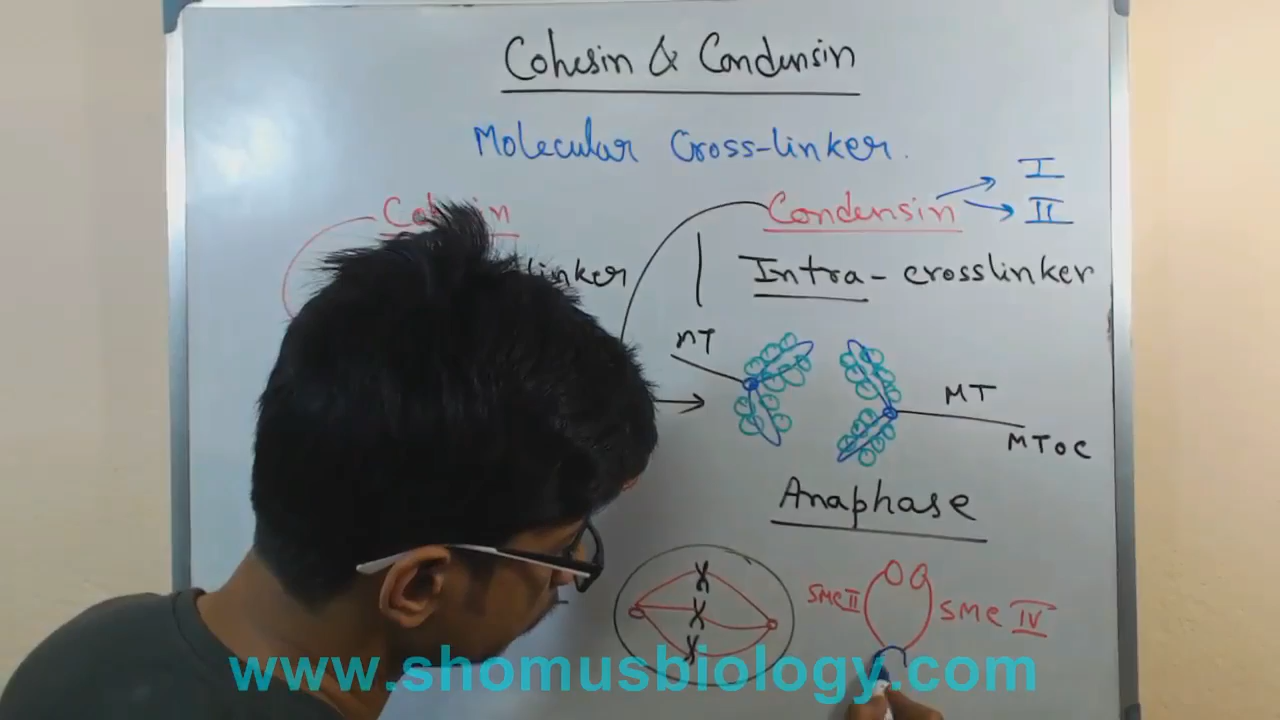 Cohesin & Condensin
Molecular Cross-linker.
Condensin
I
II
linker
Intra-crosslinker
MT
MT
MTOC
Anaphase
SMC II
SMC IV
www.shomusbiology.com